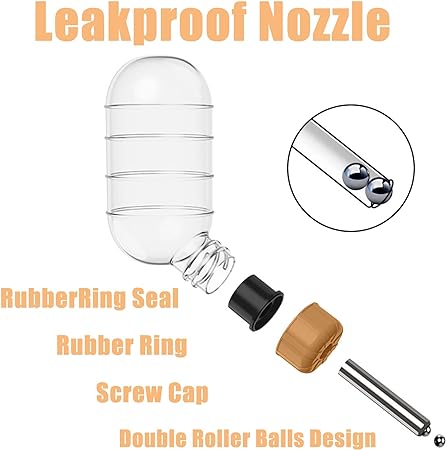 Leakproof Nozzle
RubberRing Seal
Rubber Ring
Screw Cap
Double Roller Balls Design